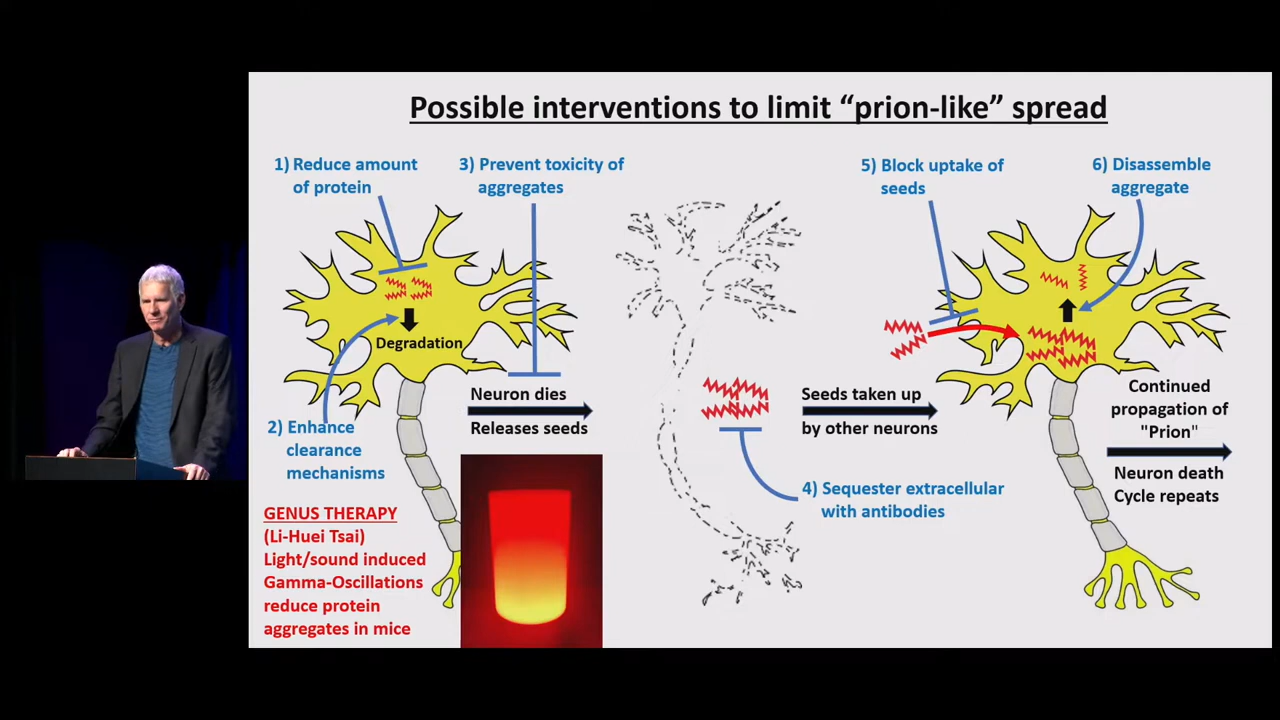 Possible interventions to limit “prion-like” spread
1) Reduce amount
of protein
3) Prevent toxicity of
aggregates
5) Block uptake of
seeds
6) Disassemble
aggregate
Degradation
Neuron dies
Releases seeds
Seeds taken up
by other neurons
Continued
propagation of
"Prion"
Neuron death
Cycle repeats
2) Enhance
clearance
mechanisms
4) Sequester extracellular
with antibodies
GENUS THERAPY
(Li-Huei Tsai)
Light/sound induced
Gamma-Oscillations
reduce protein
aggregates in mice